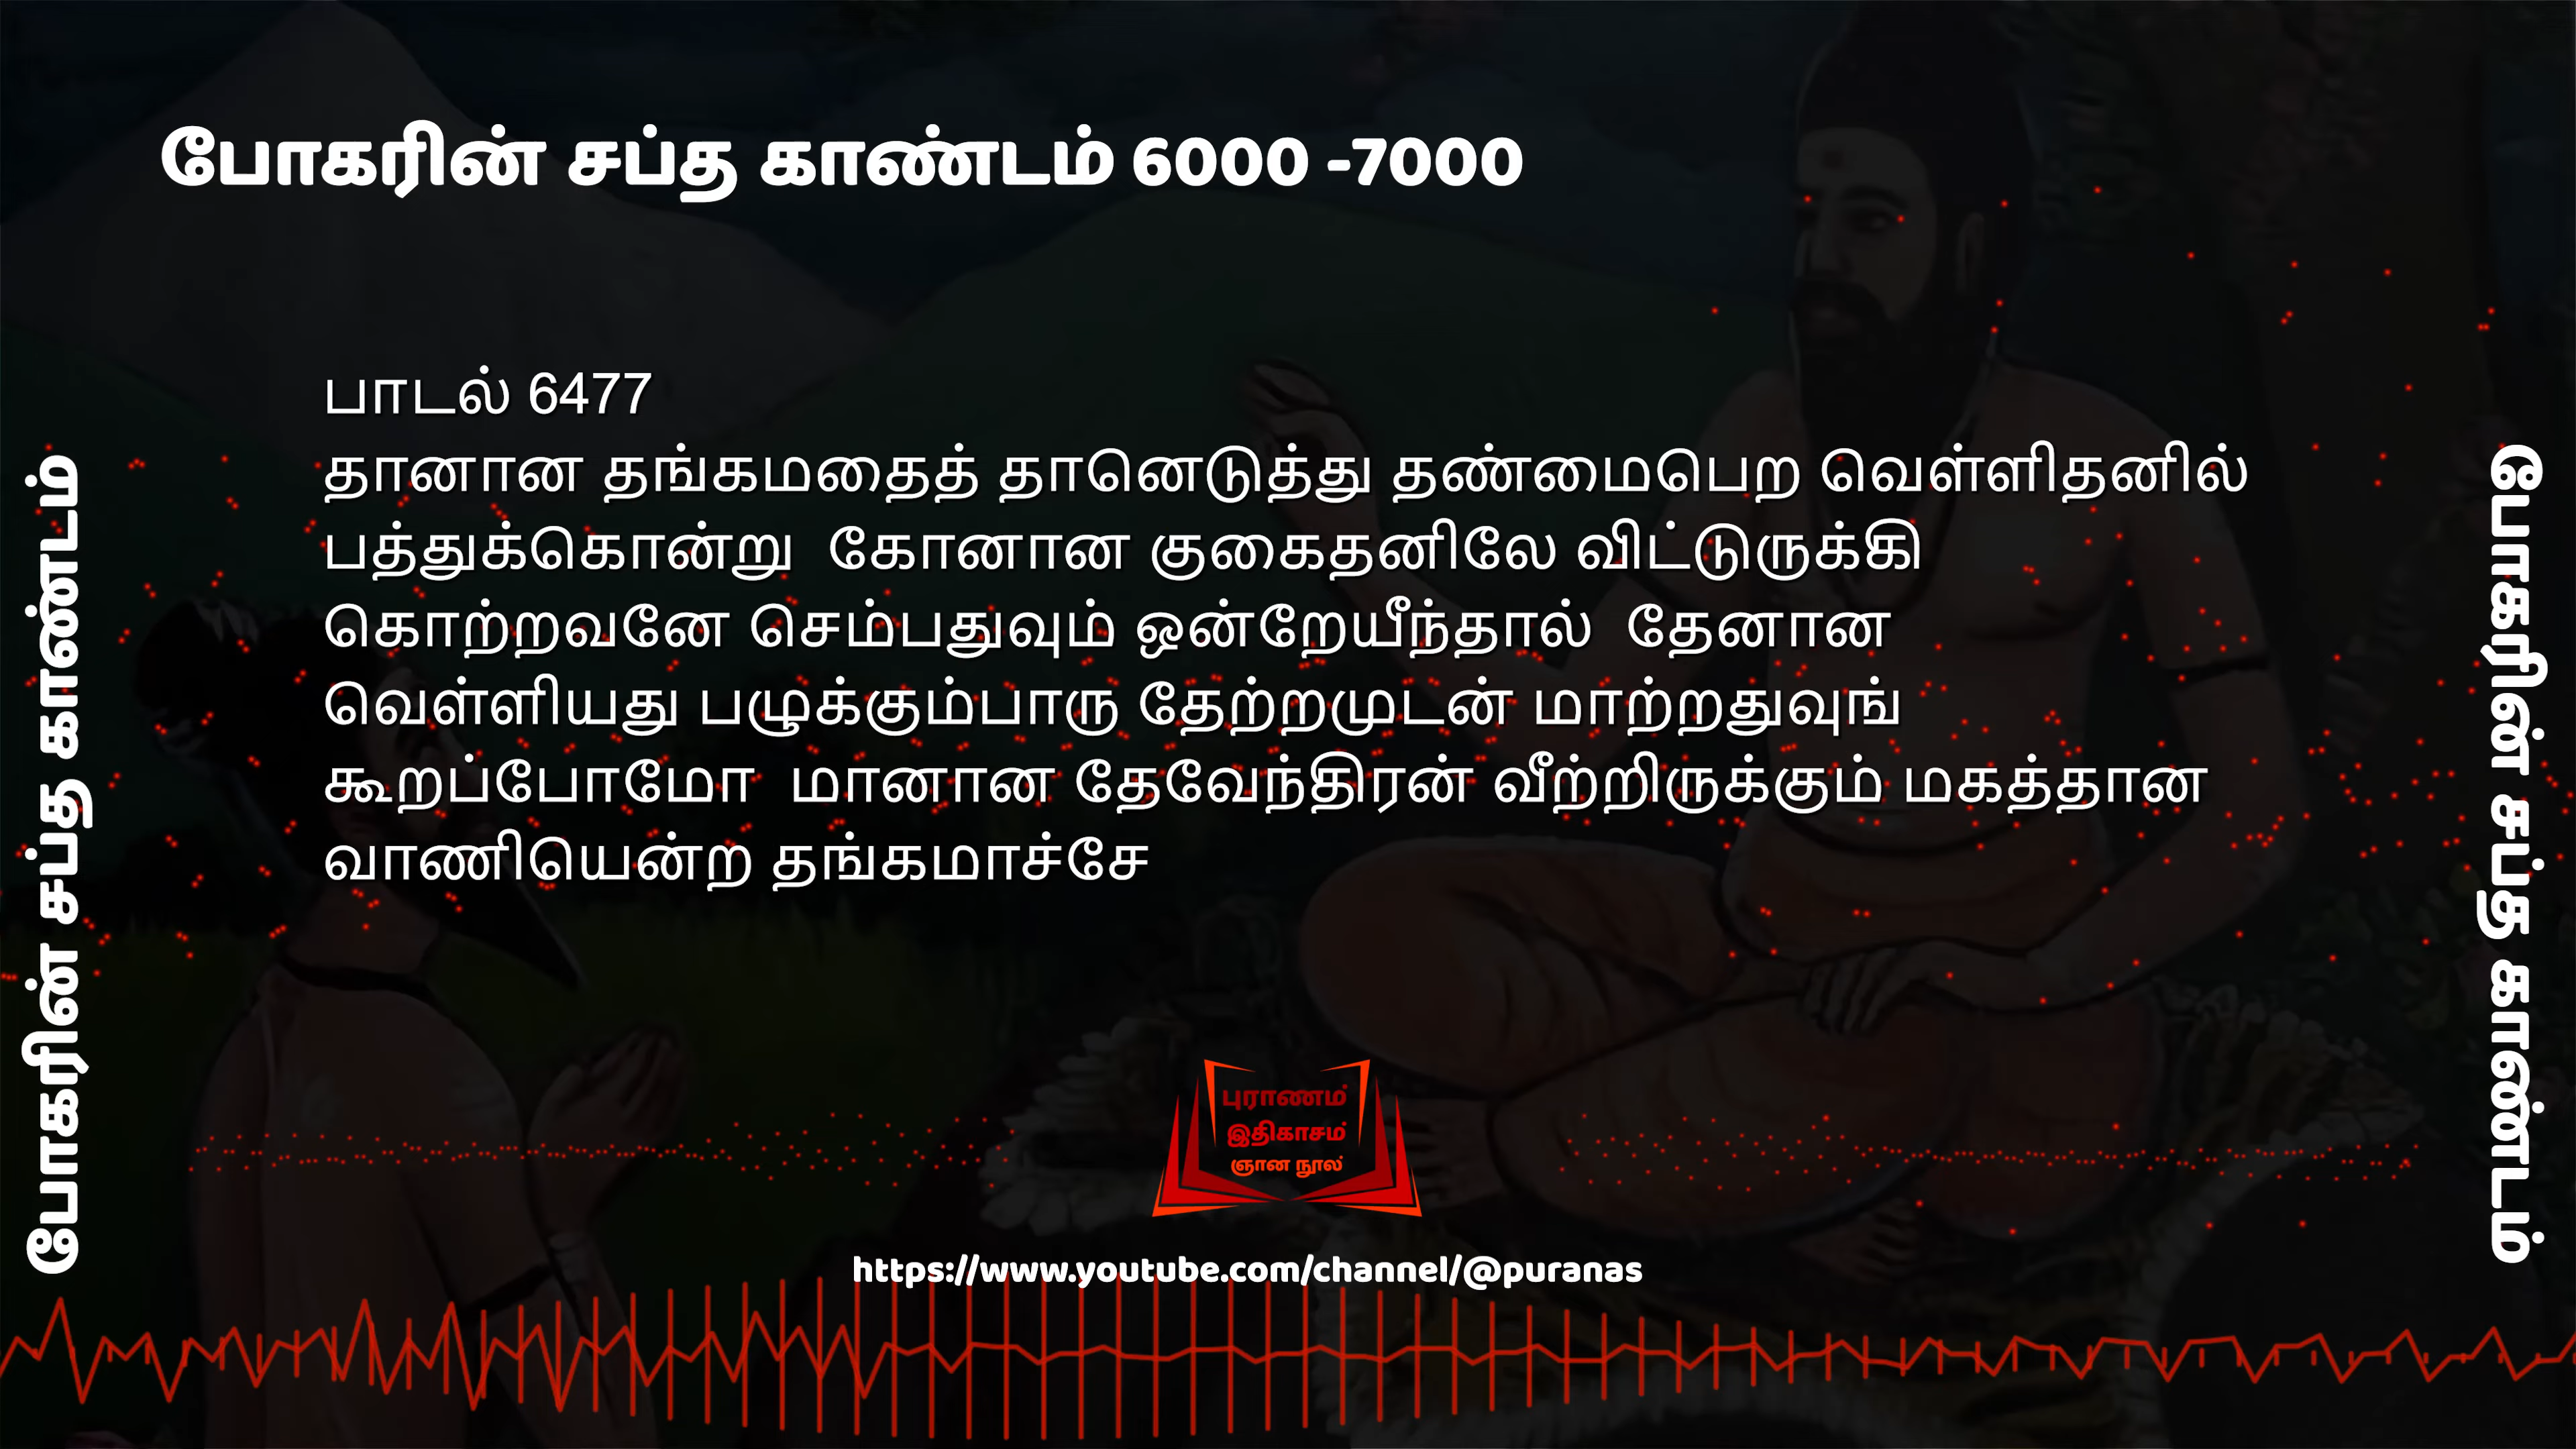 போகரின் சப்த காண்டம் 6000 -7000
பாடல் 6477
தானான தங்கமதைத் தானெடுத்து தண்மைபெற வெள்ளிதனில்
பத்துக்கொன்று கோனான குகைதனிலே விட்டுருக்கி
கொற்றவனே செம்பதுவும் ஒன்றேயீந்தால் தேனான
வெள்ளியது பழுக்கும்பாரு தேற்றமுடன் மாற்றதுவுங்
கூறப்போமோ மானான தேவேந்திரன் வீற்றிருக்கும் மகத்தான
வாணியென்ற தங்கமாச்சே
போகரின் சப்த காண்டம்
போகரின் சப்த காண்டம்
புராணம்
இதிகாசம்
ஞான நூல்
https://www.youtube.com/channel/@puranas